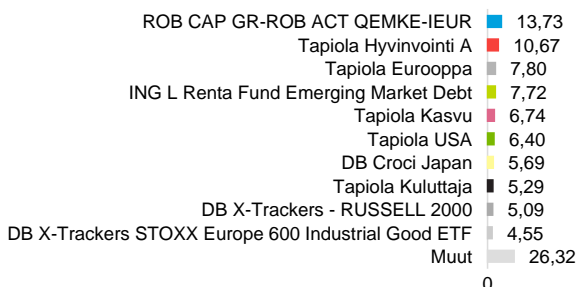 ROB CAP GR-ROB ACT QEMKE-IEUR 13,73
Tapiola Hyvinvointi A 10,67
Tapiola Eurooppa 7,80
ING L Renta Fund Emerging Market Debt 7,72
Tapiola Kasvu 6,74
Tapiola USA 6,40
DB Croci Japan 5,69
Tapiola Kuluttaja 5,29
DB X-Trackers - RUSSELL 2000 5,09
DB X-Trackers STOXX Europe 600 Industrial Good ETF 4,55
Muut 26,32
0